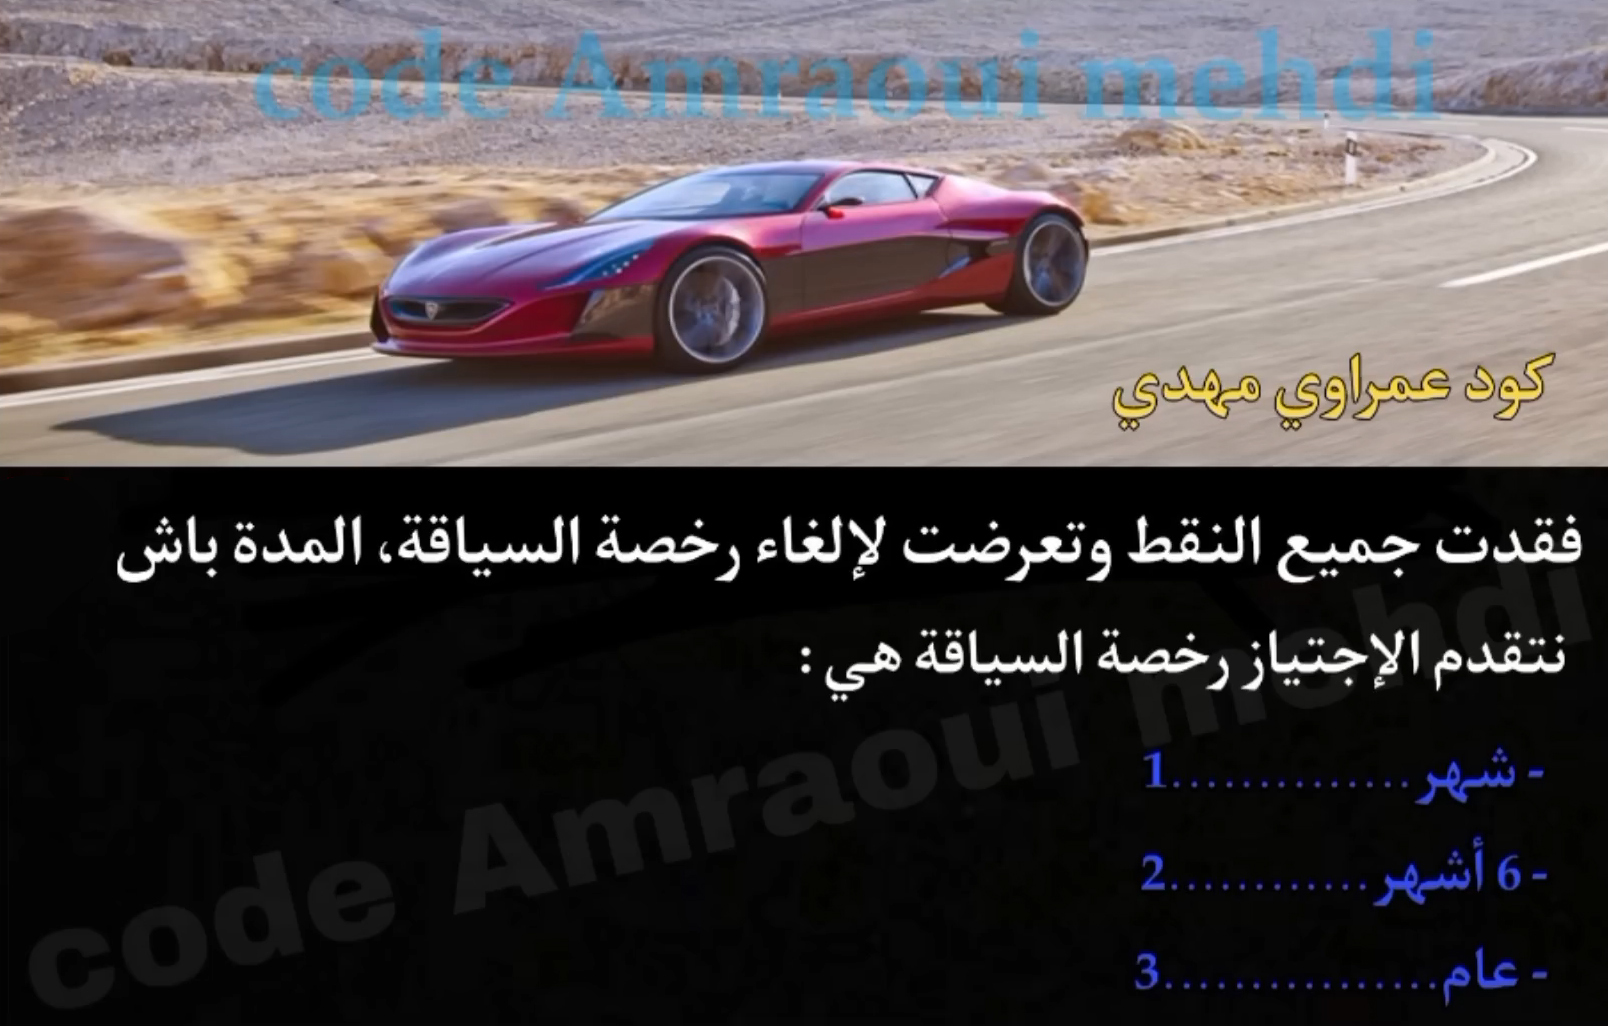 code Amraoui mehdi
كود عمراوي مهدي
فقدت جميع النقط وتعرضت لإلغاء رخصة السياقة، المدة باش
نتقدم الإجتياز رخصة السياقة هي :
- شهر..............1
- 6 أشهر............2
- عام................3
code Amraoui mehdi